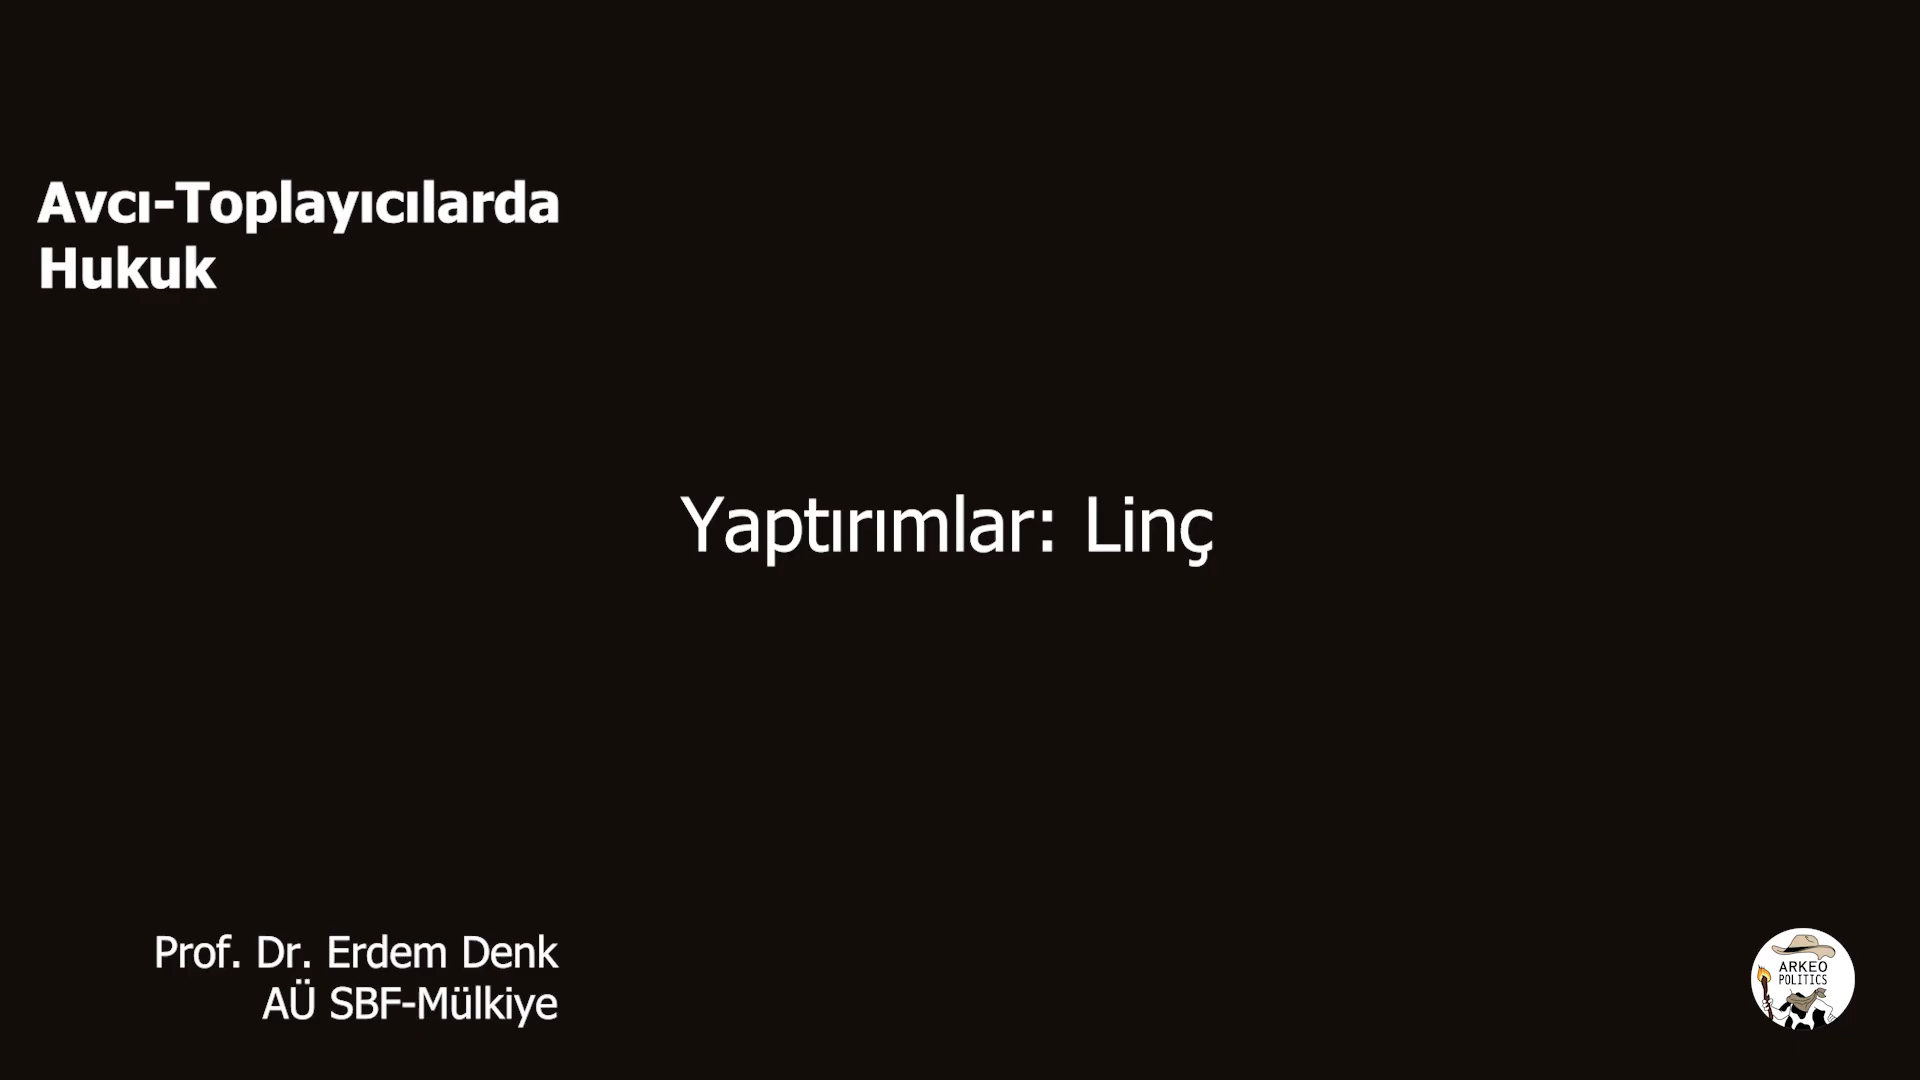 Avcı-Toplayıcılarda
Hukuk
Yaptırımlar: Linç
Prof. Dr. Erdem Denk
AÜ SBF-Mülkiye
ARKEO
POLITICS